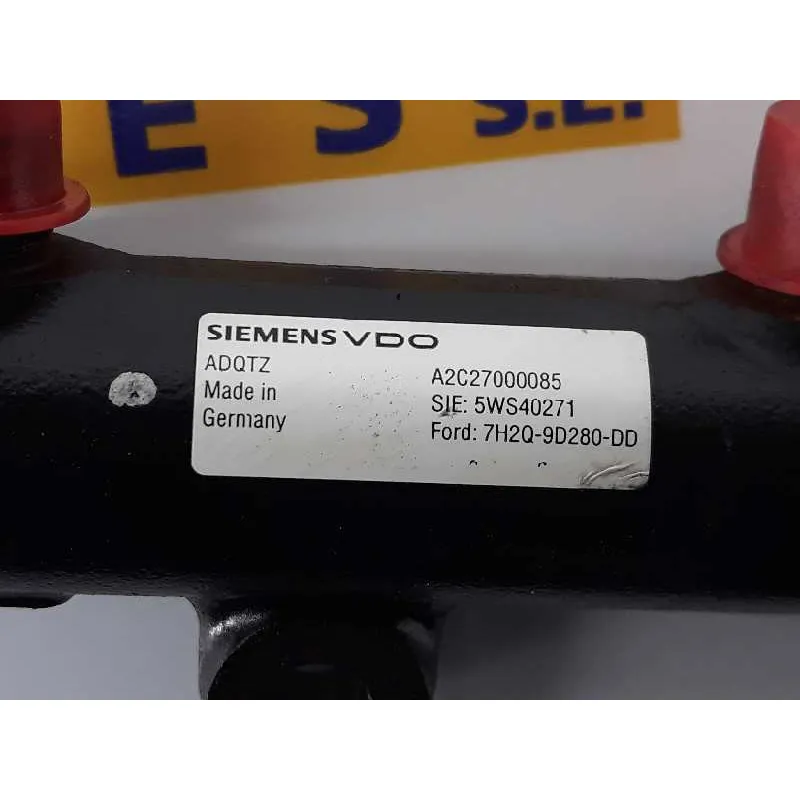 E S S.L.
SIEMENS VDO
ADQTZ
Made in
Germany
A2C27000085
SIE: 5WS40271
Ford: 7H2Q-9D280-DD